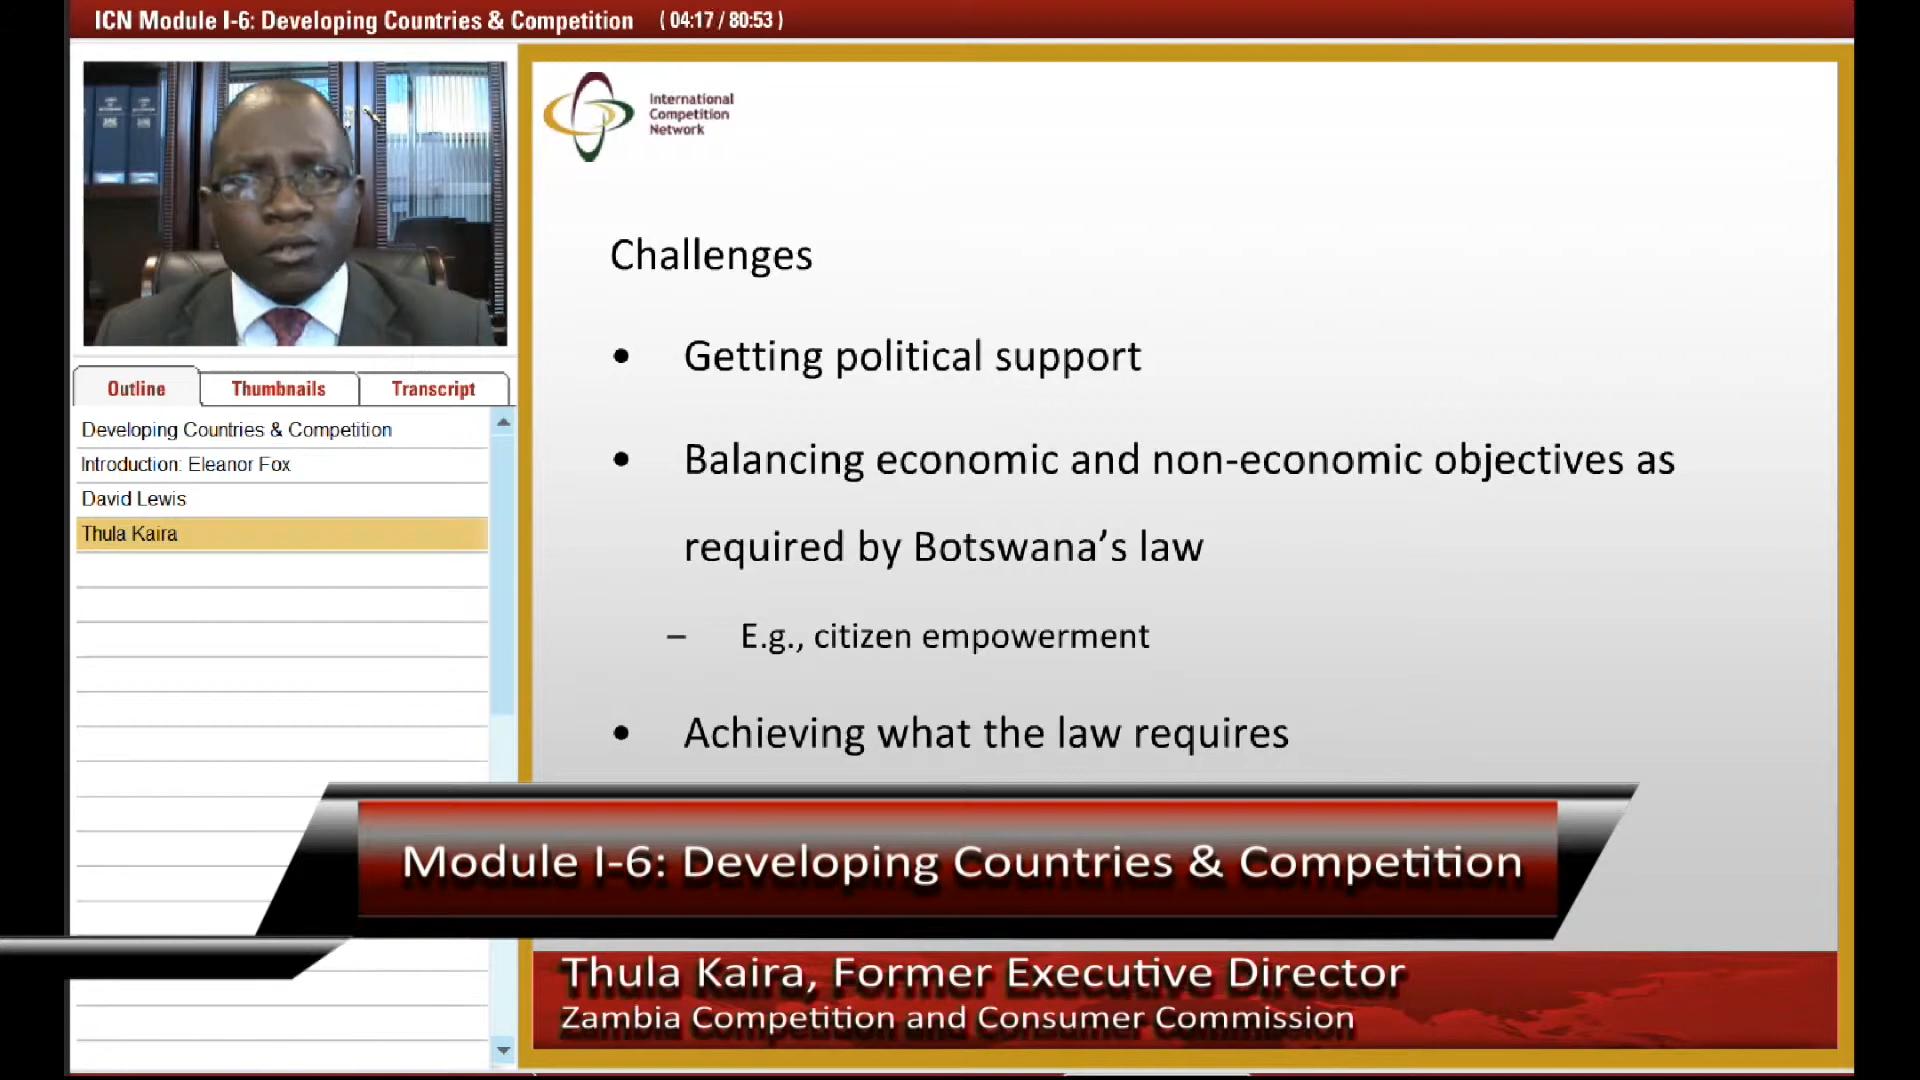 ICN Module I-6: Developing Countries & Competition ( 04:17 / 80:53 )
International
Competition
Network
Outline
Thumbnails
Transcript
Developing Countries & Competition
Introduction: Eleanor Fox
David Lewis
Thula Kaira
Challenges
• Getting political support
• Balancing economic and non-economic objectives as
required by Botswana’s law
– E.g., citizen empowerment
• Achieving what the law requires
Module I-6: Developing Countries & Competition
Thula Kaira, Former Executive Director
Zambia Competition and Consumer Commission